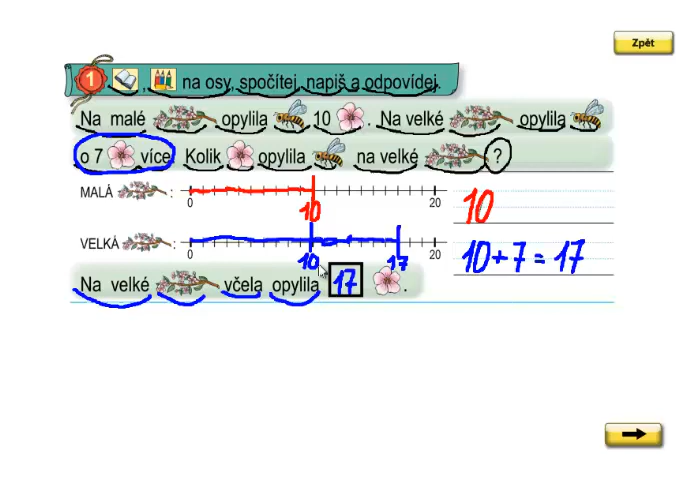 Zpět
1 , na osy, spočítej, napiš a odpovídej.
Na malé opylila 10 . Na velké opylila
o 7 více. Kolik opylila na velké ?
MALÁ : 0 10 20 10
VELKÁ : 0 10 17 20 10+7=17
Na velké včela opylila 17 .